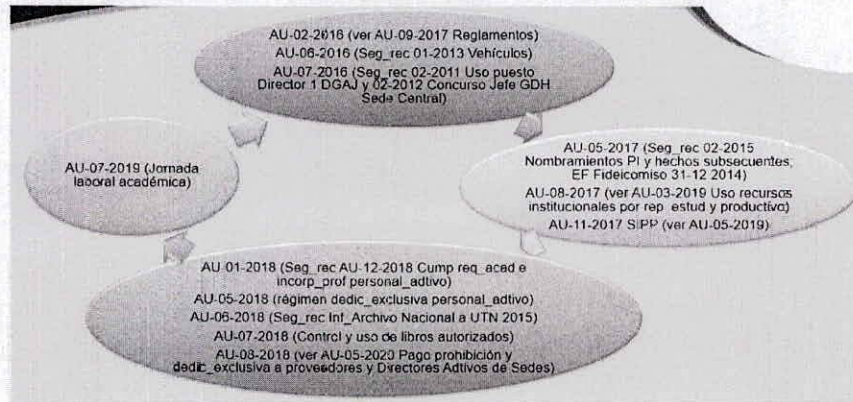 AU-02-2016 (ver AU-09-2017 Reglamentos)
AU-06-2016 (Seg_rec 01-2013 Vehículos)
AU-07-2016 (Seg_rec 02-2011 Uso puesto
Director 1 DGAJ y 02-2012 Concurso Jefe GDH
Sede Central)
AU-05-2017 (Seg_rec 02-2015
Nombramientos PI y hechos subsecuentes;
EF Fideicomiso 31-12 2014)
AU-08-2017 (ver AU-03-2019 Uso recursos
institucionales por rep_estud y productiva)
AU-11-2017 SIPP (ver AU-05-2019)
AU-01-2018 (Seg_rec AU-12-2018 Cump req_acad e
incorp_prof personal_adtivo)
AU-05-2018 (régimen dedic_exclusiva personal_adtivo)
AU-06-2018 (Seg_rec Inf_Archivo Nacional a UTN 2015)
AU-07-2018 (Control y uso de libros autorizados)
AU-08-2018 (ver AU-05-2020 Pago prohibición y
dedic_exclusiva a proveedores y Directores Adtivos de Sedes)
AU-07-2019 (Jornada
laboral académica)